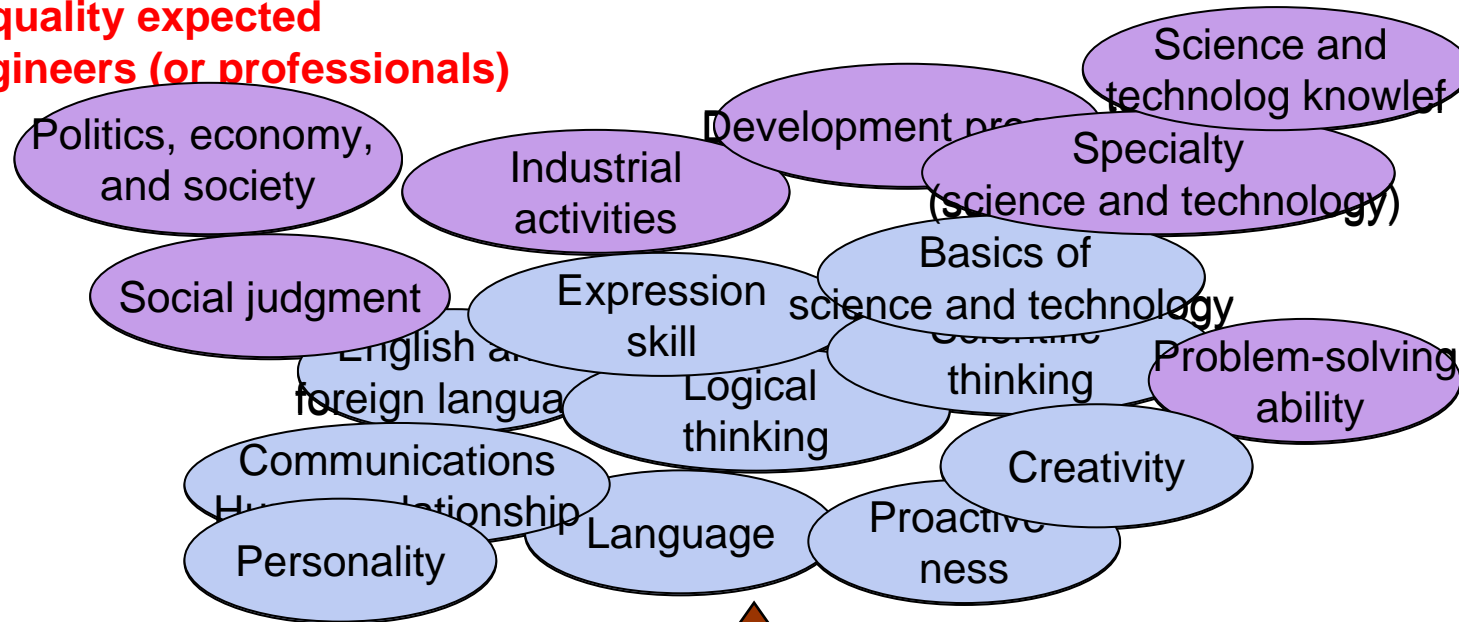 quality expected
gineers (or professionals)
Science and
technolog knowlef
Politics, economy,
and society
Industrial
activities
Development
Specialty
(science and technology)
Social judgment
Expression
skill
Basics of
science and technology
English
foreign
Logical
thinking
Scientific
thinking
Problem-solving
ability
Communications
Personality
Language
Proactive
ness
Creativity